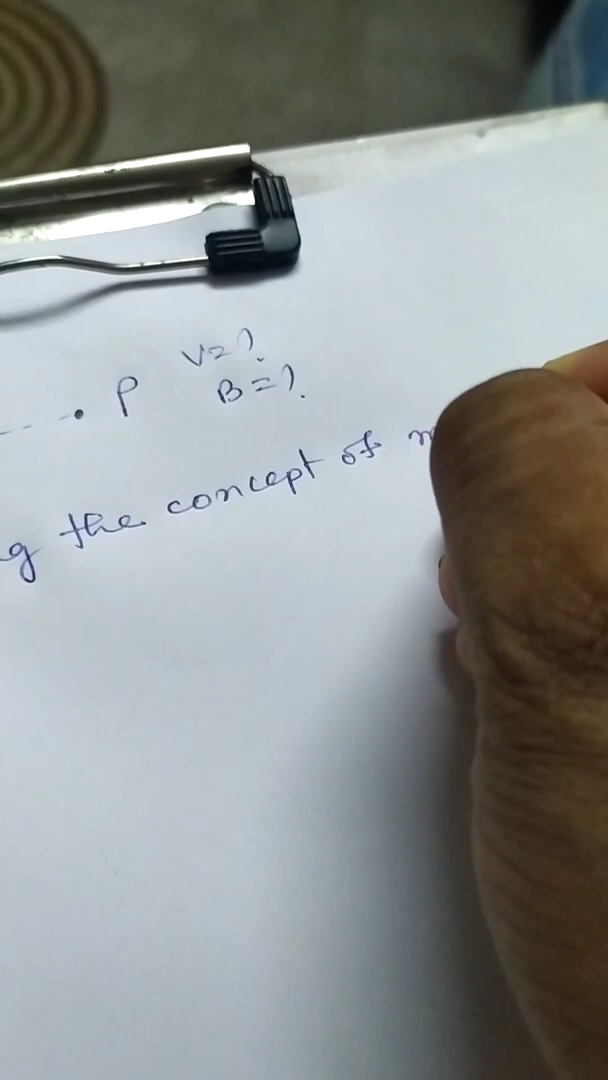 P V=?
B=?
the concept of